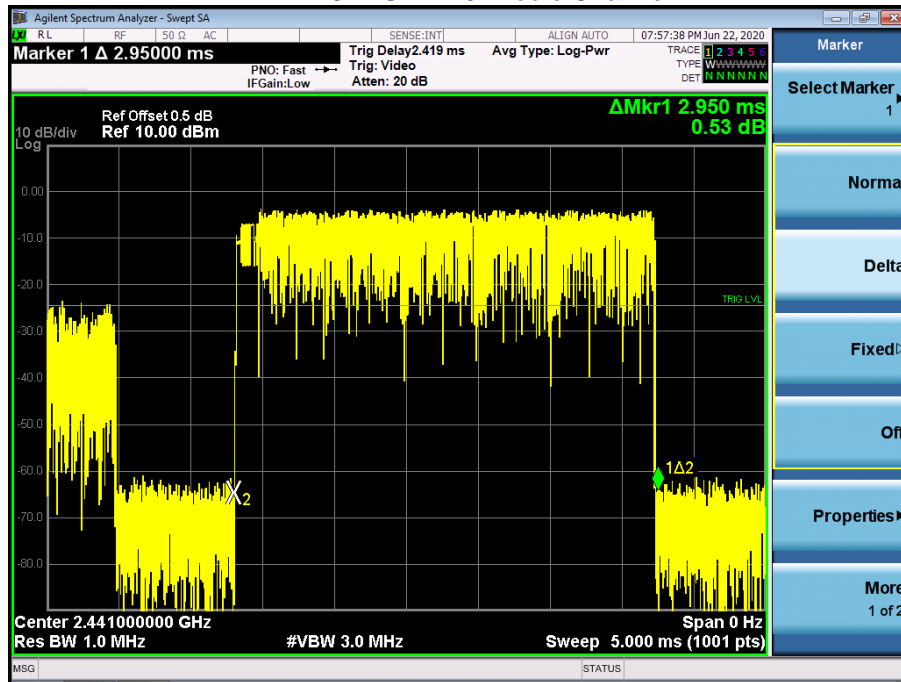 Agilent Spectrum Analyzer - Swept SA
LXI RL RF 50 Ω AC SENSE:INT ALIGN AUTO 07:57:38 PM Jun 22, 2020
Marker 1 Δ 2.95000 ms
PNO: Fast
IFGain:Low
Trig Delay2.419 ms
Trig: Video
Atten: 20 dB
Avg Type: Log-Pwr
TRACE 1 2 3 4 5 6
TYPE WWWWWWW
DET N N N N N N
Marker
Select Marker
1
Norma
Delta
Fixed
Off
Properties
More
1 of 2
ΔMkr1 2.950 ms
0.53 dB
Ref Offset 0.5 dB
10 dB/div Ref 10.00 dBm
Log
0.00
-10.0
-20.0
TRIG LVL
-30.0
-40.0
-50.0
-60.0
1Δ2
2
-70.0
-80.0
Center 2.441000000 GHz Span 0 Hz
Res BW 1.0 MHz #VBW 3.0 MHz Sweep 5.000 ms (1001 pts)
MSG STATUS